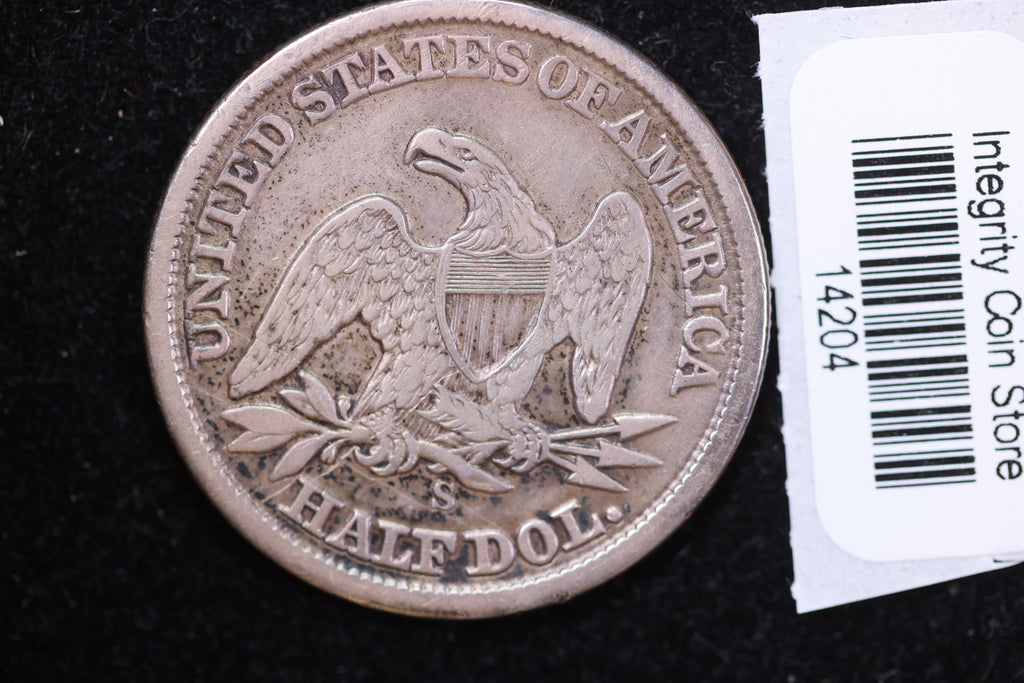 UNITED STATES OF AMERICA
S
HALF DOL.
Integrity Coin Store
14204